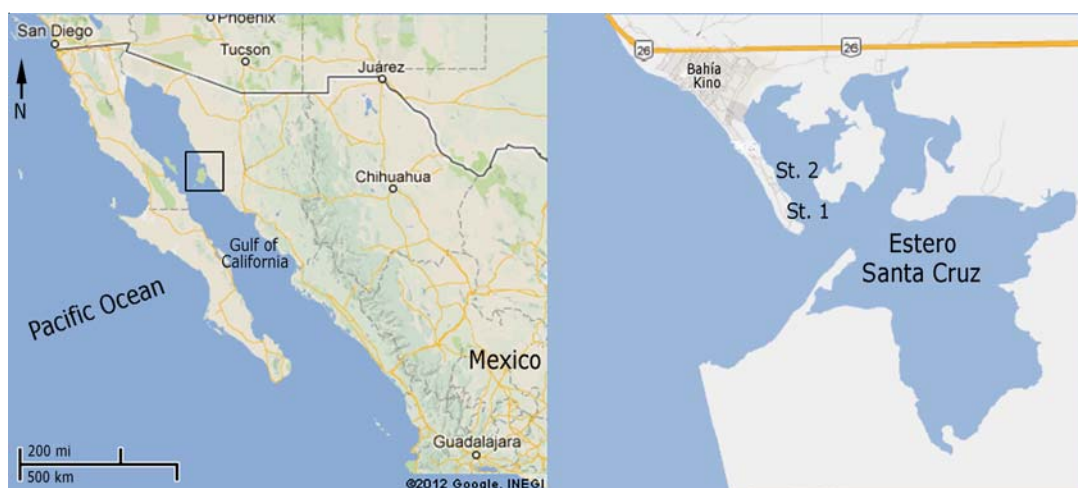 Phoenix
San Diego
Tucson
Juárez
N
Chihuahua
Gulf of
California
Pacific Ocean
Mexico
Guadalajara
200 mi
500 km
©2012 Google, INEGI
26
26
Bahía
Kino
St. 2
St. 1
Estero
Santa Cruz